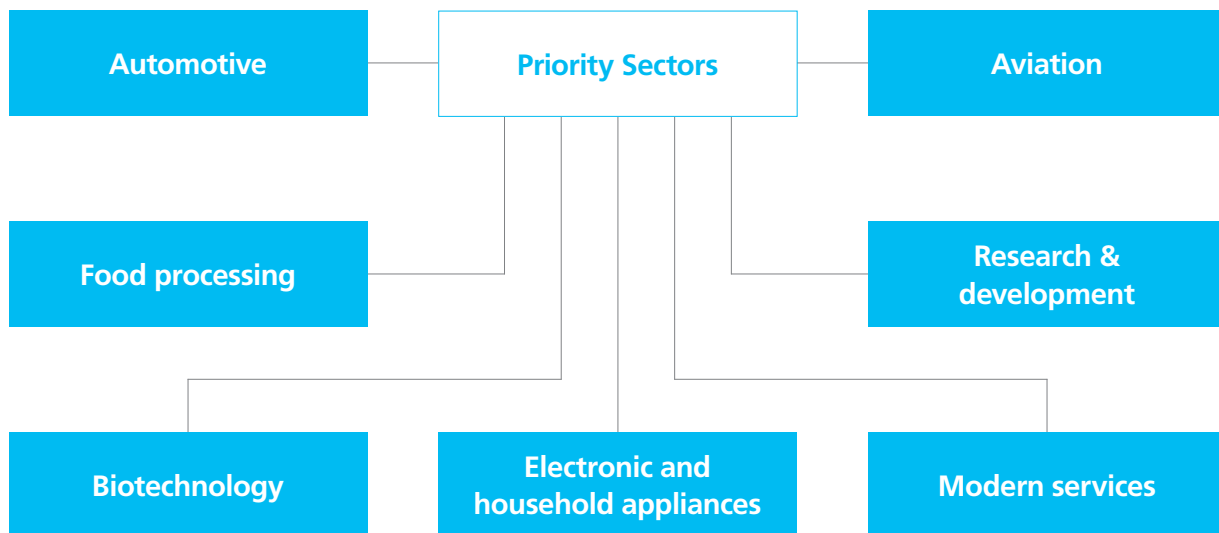 Automotive
Priority Sectors
Aviation
Food processing
Research &
development
Biotechnology
Electronic and
household appliances
Modern services